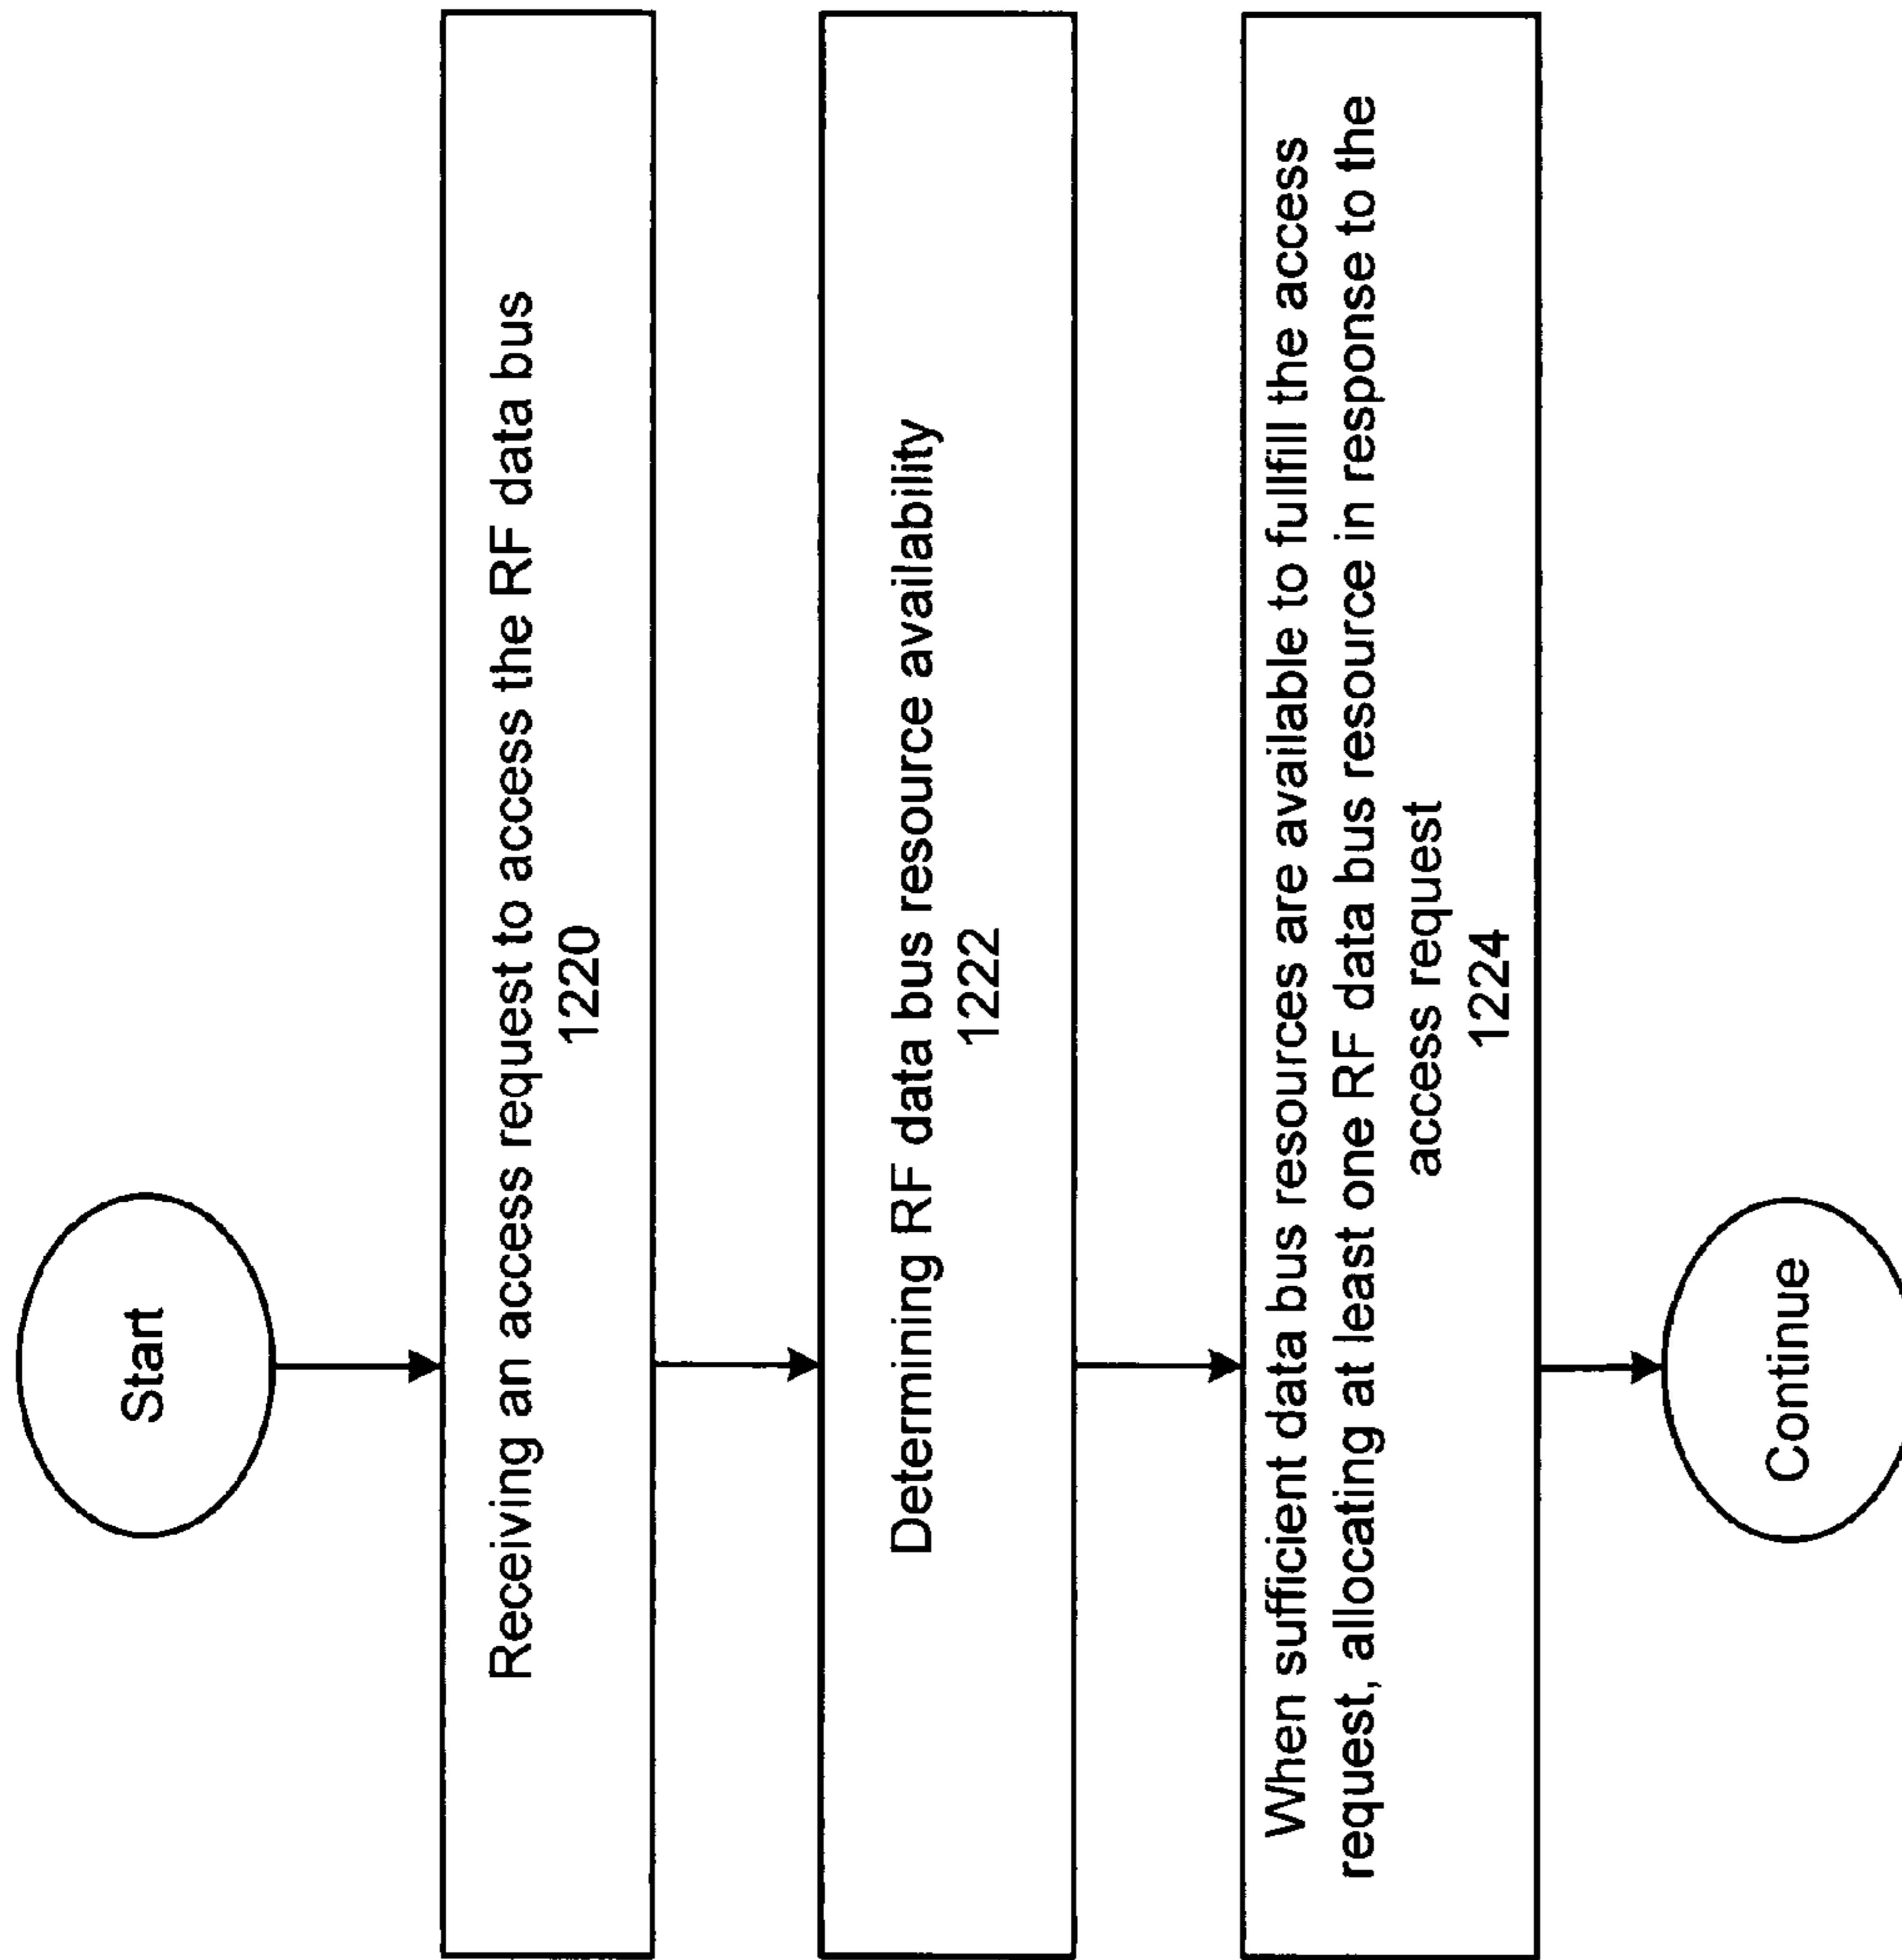 Start
Receiving an access request to access the RF data bus
1220
Determining RF data bus resource availability
1222
When sufficient data bus resources are available to fullfill the access
request, allocating at least one RF data bus resource in response to the
access request
1224
Continue